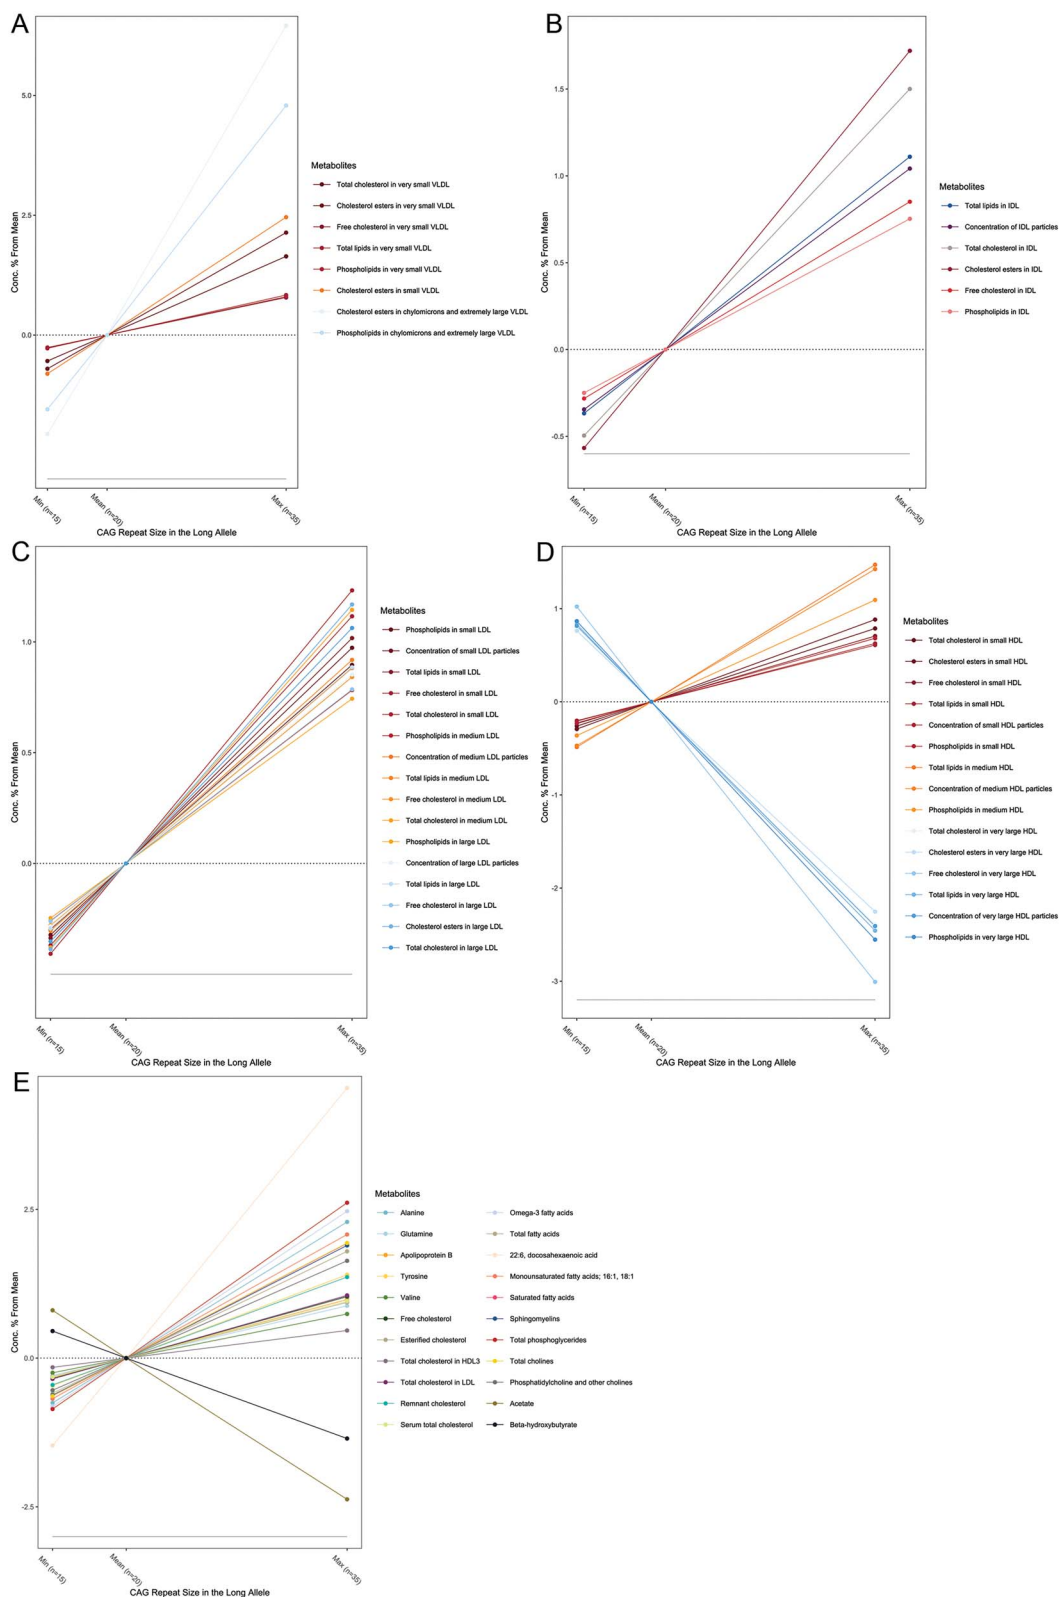 A
Conc. % From Mean
5.0
2.5
0.0
Min (n=15)
Mean (n=20)
Max (n=35)
CAG Repeat Size in the Long Allele
Metabolites
Total cholesterol in very small VLDL
Cholesterol esters in very small VLDL
Free cholesterol in very small VLDL
Total lipids in very small VLDL
Phospholipids in very small VLDL
Cholesterol esters in small VLDL
Cholesterol esters in chylomicrons and extremely large VLDL
Phospholipids in chylomicrons and extremely large VLDL
B
Conc. % From Mean
1.5
1.0
0.5
0.0
-0.5
Min (n=15)
Mean (n=20)
Max (n=35)
CAG Repeat Size in the Long Allele
Metabolites
Total lipids in IDL
Concentration of IDL particles
Total cholesterol in IDL
Cholesterol esters in IDL
Free cholesterol in IDL
Phospholipids in IDL
C
Conc. % From Mean
1.0
0.5
0.0
Min (n=15)
Mean (n=20)
Max (n=35)
CAG Repeat Size in the Long Allele
Metabolites
Phospholipids in small LDL
Concentration of small LDL particles
Total lipids in small LDL
Free cholesterol in small LDL
Total cholesterol in small LDL
Phospholipids in medium LDL
Concentration of medium LDL particles
Total lipids in medium LDL
Free cholesterol in medium LDL
Total cholesterol in medium LDL
Phospholipids in large LDL
Concentration of large LDL particles
Total lipids in large LDL
Free cholesterol in large LDL
Cholesterol esters in large LDL
Total cholesterol in large LDL
D
Conc. % From Mean
1
0
-1
-2
-3
Min (n=15)
Mean (n=20)
Max (n=35)
CAG Repeat Size in the Long Allele
Metabolites
Total cholesterol in small HDL
Cholesterol esters in small HDL
Free cholesterol in small HDL
Total lipids in small HDL
Concentration of small HDL particles
Phospholipids in small HDL
Total lipids in medium HDL
Concentration of medium HDL particles
Phospholipids in medium HDL
Total cholesterol in very large HDL
Cholesterol esters in very large HDL
Free cholesterol in very large HDL
Total lipids in very large HDL
Concentration of very large HDL particles
Phospholipids in very large HDL
E
Conc. % From Mean
2.5
0.0
-2.5
Min (n=15)
Mean (n=20)
Max (n=35)
CAG Repeat Size in the Long Allele
Metabolites
Alanine
Glutamine
Apolipoprotein B
Tyrosine
Valine
Free cholesterol
Esterified cholesterol
Total cholesterol in HDL3
Total cholesterol in LDL
Remnant cholesterol
Serum total cholesterol
Omega-3 fatty acids
Total fatty acids
22:6, docosahexaenoic acid
Monounsaturated fatty acids; 16:1, 18:1
Saturated fatty acids
Sphingomyelins
Total phosphoglycerides
Total cholines
Phosphatidylcholine and other cholines
Acetate
Beta-hydroxybutyrate